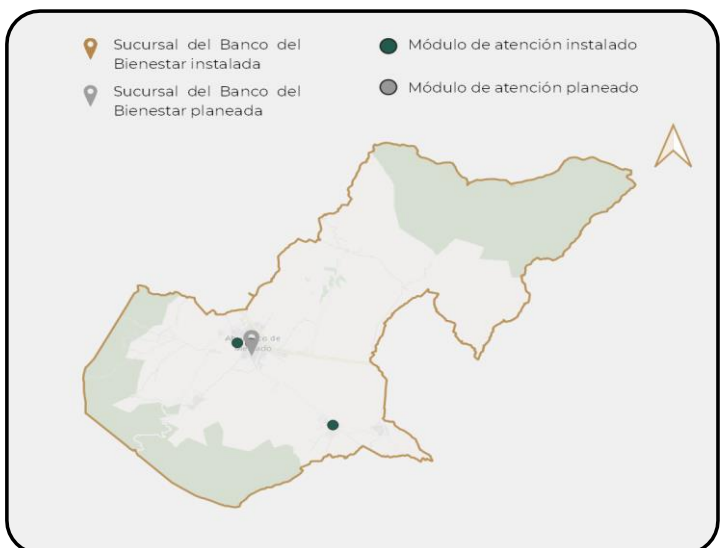 Sucursal del Banco del
Bienestar instalada
Sucursal del Banco del
Bienestar planeada
Módulo de atención instalado
Módulo de atención planeado
de